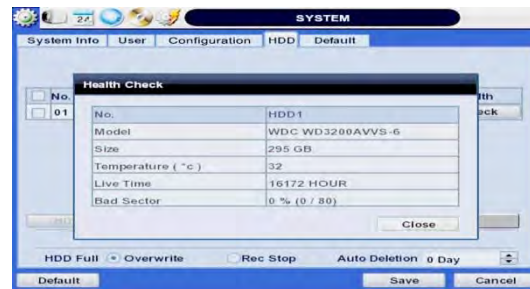 SYSTEM
System Info User Configuration HDD Default
Health Check
No.
01
No. HDD1
Model WDC WD3200AVVS-6
Size 295 GB
Temperature ( °c ) 32
Live Time 16172 HOUR
Bad Sector 0 % (0 / 80)
Close
HDD Full Overwrite Rec Stop Auto Deletion 0 Day
Default Save Cancel